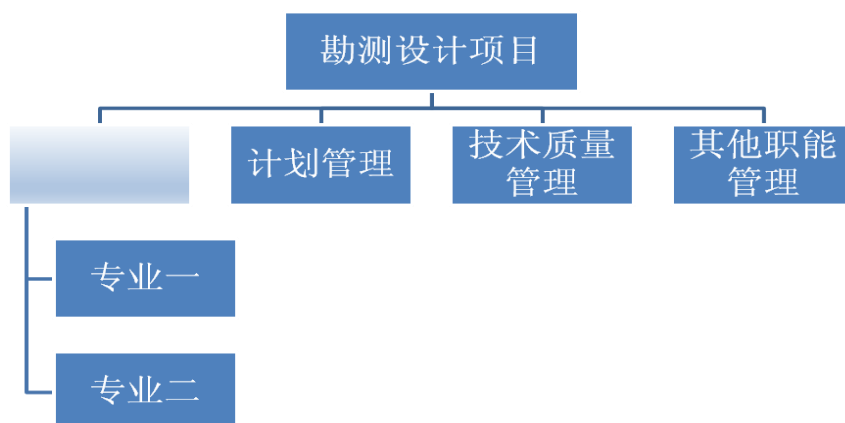 勘测设计项目
计划管理
技术质量
管理
其他职能
管理
专业一
专业二